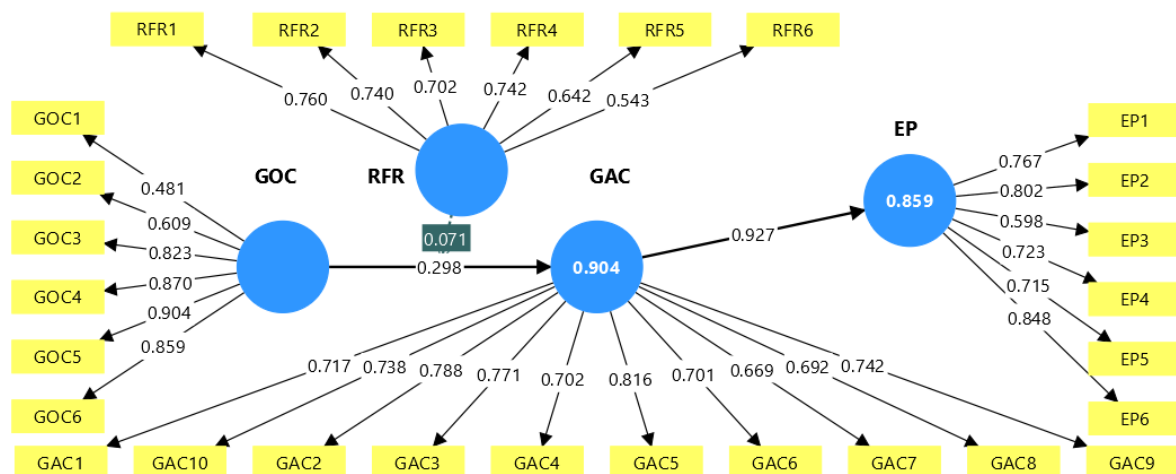 RFR1 RFR2 RFR3 RFR4 RFR5 RFR6
0.760 0.740 0.702 0.742 0.642 0.543
GOC1
GOC2
GOC3
GOC4
GOC5
GOC6
0.481
0.609
0.823
0.870
0.904
0.859
GOC RFR GAC EP
0.071
0.298
0.904
0.927
0.859
0.767
0.802
0.598
0.723
0.715
0.848
EP1
EP2
EP3
EP4
EP5
EP6
0.717 0.738 0.788 0.771 0.702 0.816 0.701 0.669 0.692 0.742
GAC1 GAC10 GAC2 GAC3 GAC4 GAC5 GAC6 GAC7 GAC8 GAC9